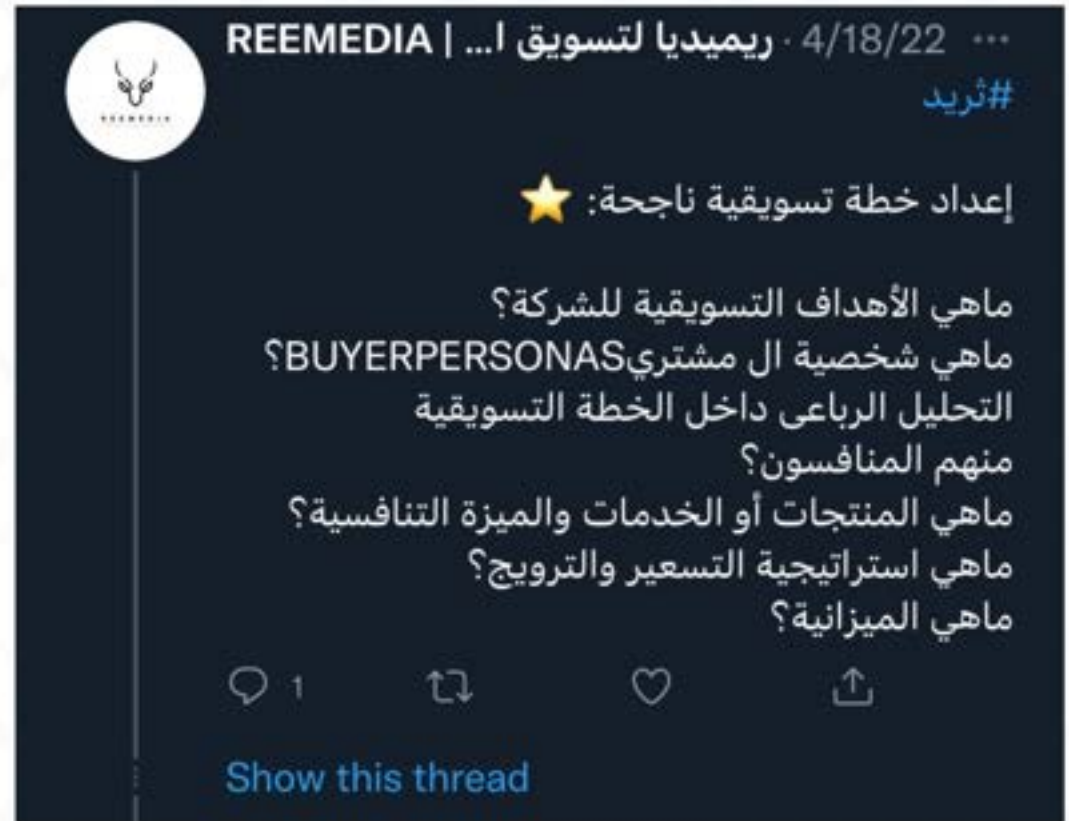 REEMEDIA | ريميديا لتسويق ا... · 4/18/22
REEMEDIA
#ثريد
إعداد خطة تسويقية ناجحة: ⭐
ماهي الأهداف التسويقية للشركة؟
ماهي شخصية ال مشتريBUYERPERSONAS؟
التحليل الرباعى داخل الخطة التسويقية
منهم المنافسون؟
ماهي المنتجات أو الخدمات والميزة التنافسية؟
ماهي استراتيجية التسعير والترويج؟
ماهي الميزانية؟
1
Show this thread